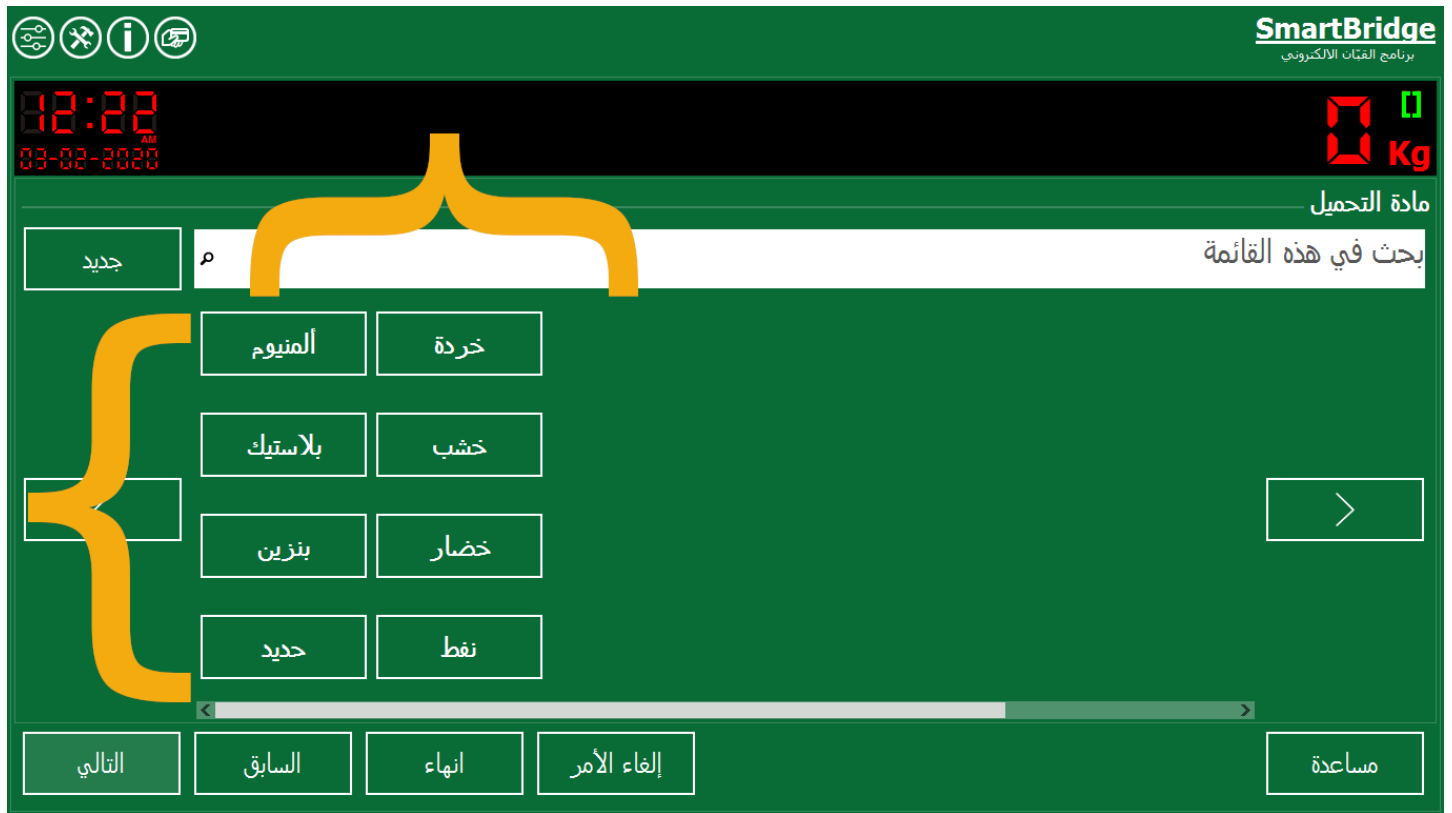 SmartBridge
برنامج القبّان الالكتروني
12:22
AM
03-02-2020
0
[]
Kg
مادة التحميل
بحث في هذه القائمة
جديد
خردة
ألمنيوم
خشب
بلاستيك
خضار
بنزين
نفط
حديد
مساعدة
إلغاء الأمر
انهاء
السابق
التالي